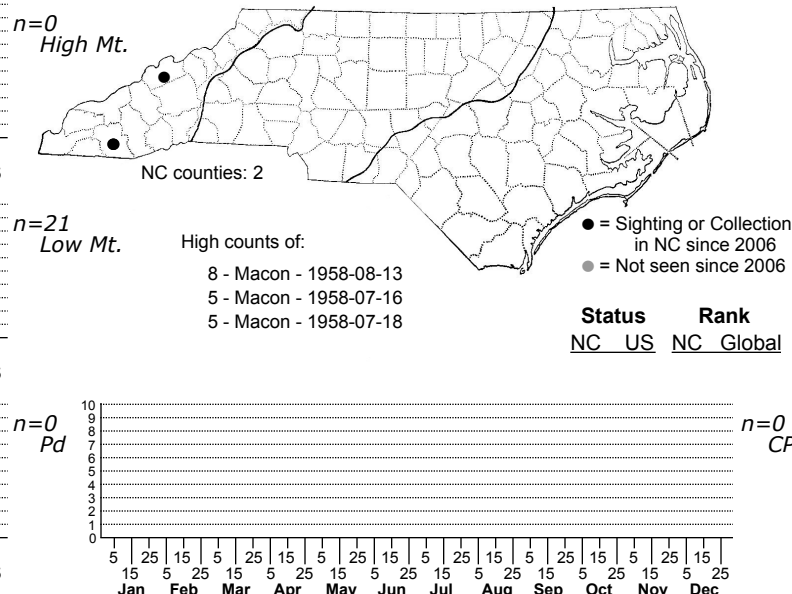 n=0
High Mt.
NC counties: 2
n=21
Low Mt.
High counts of:
8 - Macon - 1958-08-13
5 - Macon - 1958-07-16
5 - Macon - 1958-07-18
● = Sighting or Collection
in NC since 2006
● = Not seen since 2006
Status Rank
NC US NC Global
n=0
Pd
10
9
8
7
6
5
4
3
2
1
0
n=0
CP
5 25 15 5 25 15 5 25 15 5 25 15 5 25 15 5 25 15
15 5 25 15 5 25 15 5 25 15 5 25 15 5 25 15 5 25
Jan Feb Mar Apr May Jun Jul Aug Sep Oct Nov Dec